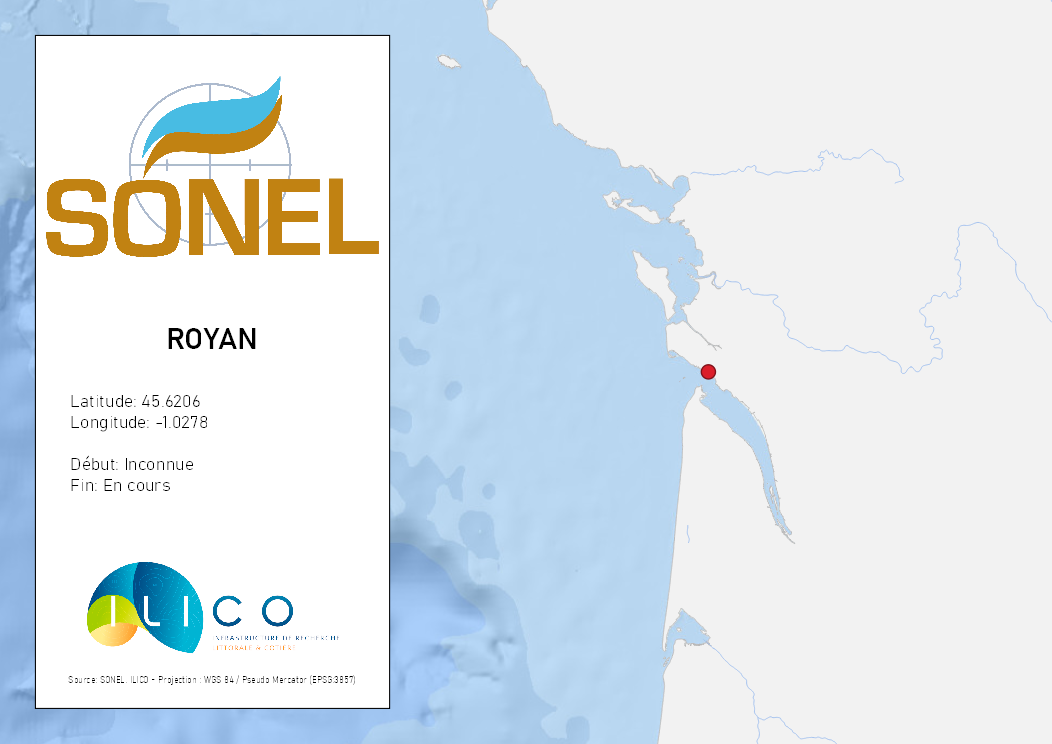 SONEL
ROYAN
Latitude: 45.6206
Longitude: -1.0278
Début: Inconnue
Fin: En cours
ILICO
INFRASTRUCTURE DE RECHERCHE
LITTORALE & CÔTIÈRE
Source: SONEL, ILICO - Projection : WGS 84 / Pseudo Mercator (EPSG:3857)